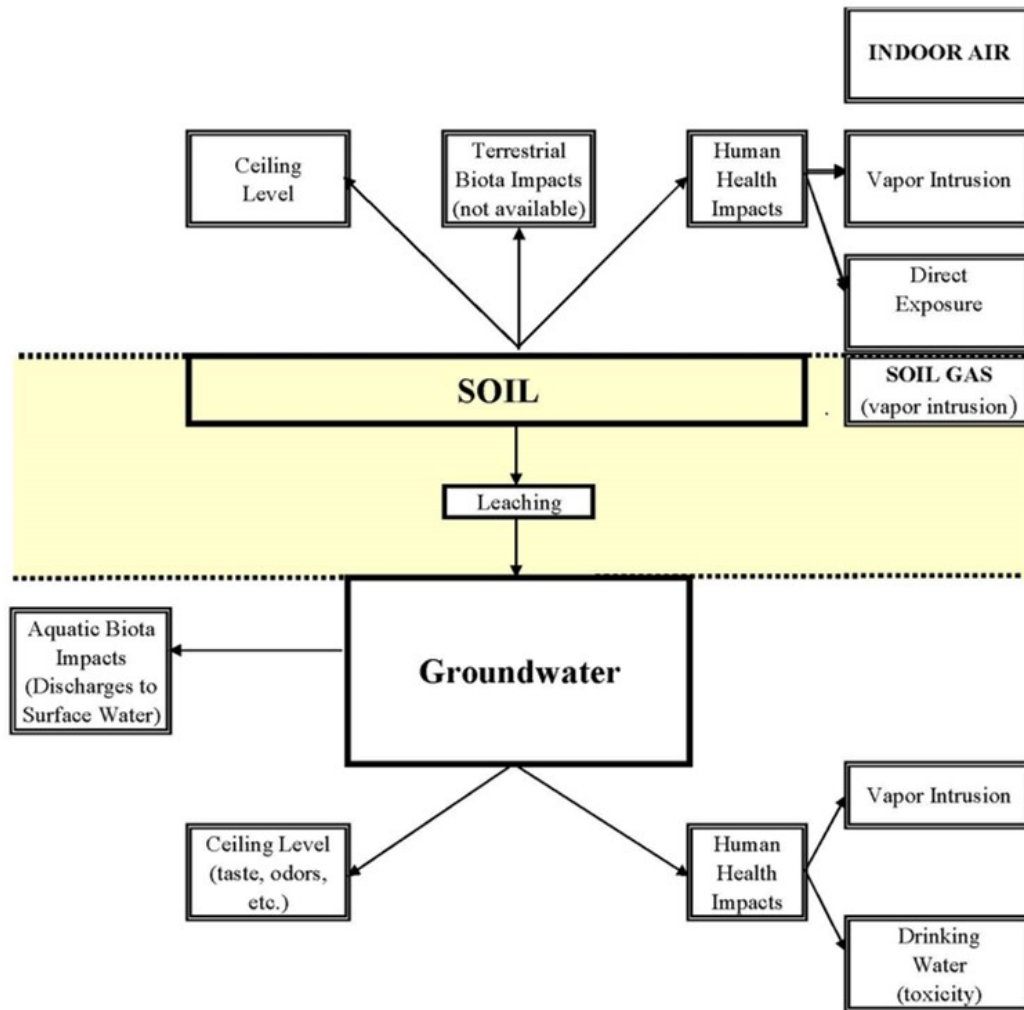 INDOOR AIR
Ceiling
Level
Terrestrial
Biota Impacts
(not available)
Human
Health
Impacts
Vapor Intrusion
Direct
Exposure
SOIL
SOIL GAS
(vapor intrusion)
Leaching
Groundwater
Aquatic Biota
Impacts
(Discharges to
Surface Water)
Ceiling Level
(taste, odors,
etc.)
Human
Health
Impacts
Vapor Intrusion
Drinking
Water
(toxicity)